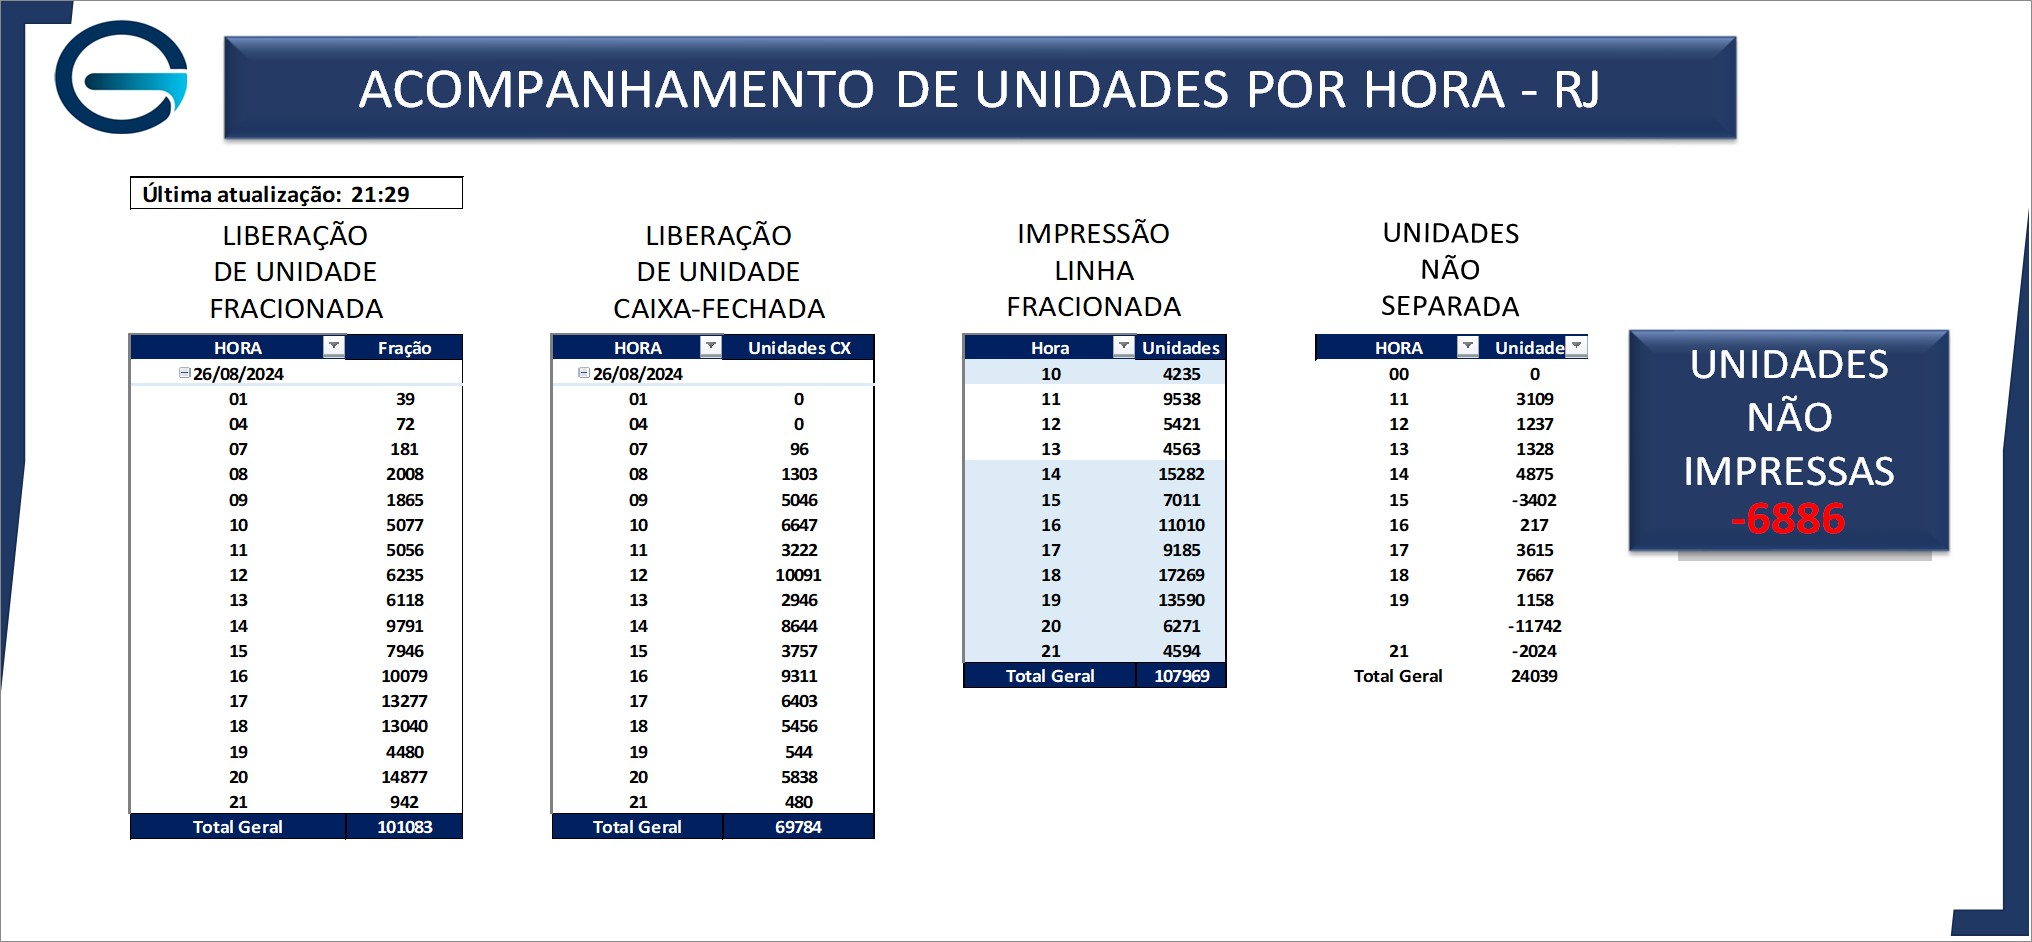 ACOMPANHAMENTO DE UNIDADES POR HORA - RJ
Última atualização: 21:29
LIBERAÇÃO
DE UNIDADE
FRACIONADA
HORA Fração
26/08/2024
01 39
04 72
07 181
08 2008
09 1865
10 5077
11 5056
12 6235
13 6118
14 9791
15 7946
16 10079
17 13277
18 13040
19 4480
20 14877
21 942
Total Geral 101083
LIBERAÇÃO
DE UNIDADE
CAIXA-FECHADA
HORA Unidades CX
26/08/2024
01 0
04 0
07 96
08 1303
09 5046
10 6647
11 3222
12 10091
13 2946
14 8644
15 3757
16 9311
17 6403
18 5456
19 544
20 5838
21 480
Total Geral 69784
IMPRESSÃO
LINHA
FRACIONADA
Hora Unidades
10 4235
11 9538
12 5421
13 4563
14 15282
15 7011
16 11010
17 9185
18 17269
19 13590
20 6271
21 4594
Total Geral 107969
UNIDADES
NÃO
SEPARADA
HORA Unidade
00 0
11 3109
12 1237
13 1328
14 4875
15 -3402
16 217
17 3615
18 7667
19 1158
-11742
21 -2024
Total Geral 24039
UNIDADES
NÃO
IMPRESSAS
-6886